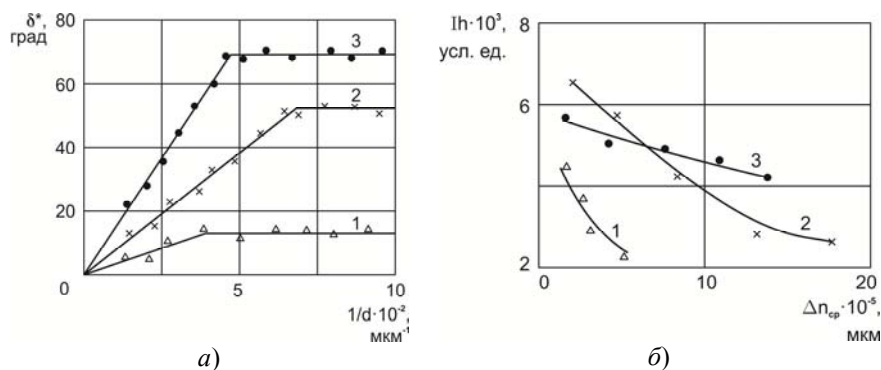 δ*,
град
80
60
40
20
0
5
10
1/d·10⁻²,
мкм⁻¹
3
2
1
а)
Ih·10³,
усл. ед.
8
6
2
0
10
20
Δnср·10⁻⁵,
мкм
3
2
1
б)